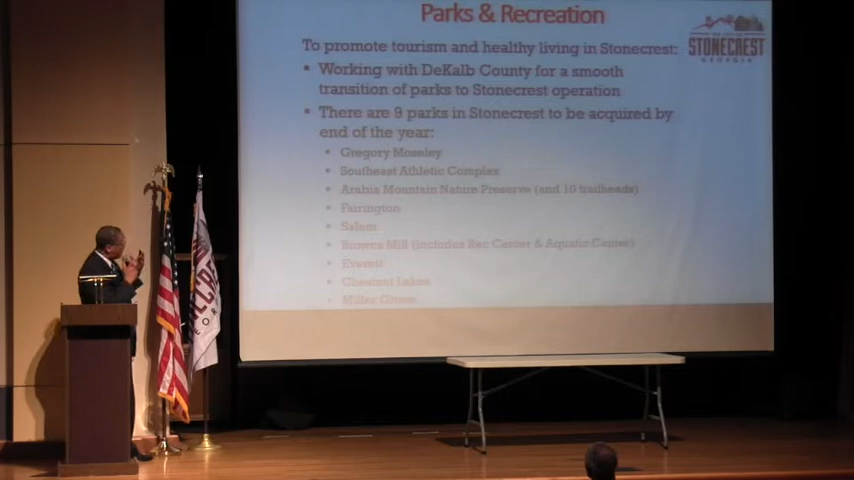 Parks & Recreation
To promote tourism and healthy living in Stonecrest:
STONECREST
GEORGIA
• Working with DeKalb County for a smooth
transition of parks to Stonecrest operation
• There are 9 parks in Stonecrest to be acquired by
end of the year:
• Gregory Moseley
• Southeast Athletic Complex
• Arabia Mountain Nature Preserve (and 10 trailheads)
• Fairington
• Salem
• Browns Mill (includes Rec Center & Aquatic Center)
• Everett
• Chestnut Lakes
• Miller Grove